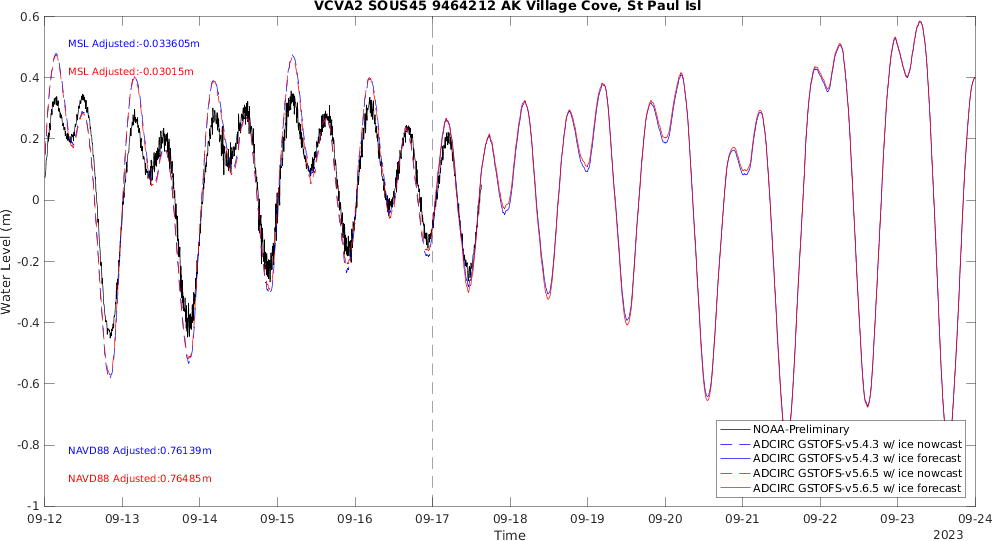 VCVA2 SOUS45 9464212 AK Village Cove, St Paul Isl
0.6
0.4
0.2
0
-0.2
-0.4
-0.6
-0.8
-1
Water Level (m)
MSL Adjusted:-0.033605m
MSL Adjusted:-0.03015m
NAVD88 Adjusted:0.76139m
NAVD88 Adjusted:0.76485m
NOAA-Preliminary
ADCIRC GSTOFS-v5.4.3 w/ ice nowcast
ADCIRC GSTOFS-v5.4.3 w/ ice forecast
ADCIRC GSTOFS-v5.6.5 w/ ice nowcast
ADCIRC GSTOFS-v5.6.5 w/ ice forecast
09-12 09-13 09-14 09-15 09-16 09-17 09-18 09-19 09-20 09-21 09-22 09-23 09-24
Time
2023